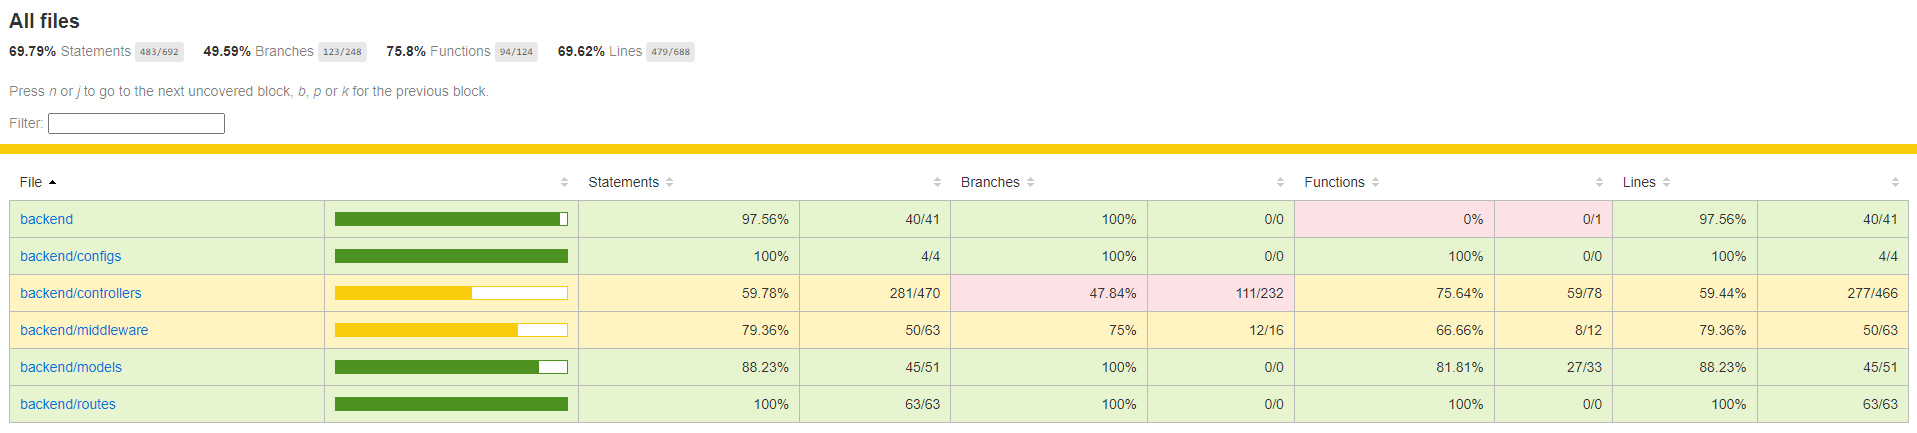 All files
69.79% Statements 483/692 49.59% Branches 123/248 75.8% Functions 94/124 69.62% Lines 479/688
Press n or j to go to the next uncovered block, b, p or k for the previous block.
Filter:
File Statements Branches Functions Lines
backend 97.56% 40/41 100% 0/0 0% 0/1 97.56% 40/41
backend/configs 100% 4/4 100% 0/0 100% 0/0 100% 4/4
backend/controllers 59.78% 281/470 47.84% 111/232 75.64% 59/78 59.44% 277/466
backend/middleware 79.36% 50/63 75% 12/16 66.66% 8/12 79.36% 50/63
backend/models 88.23% 45/51 100% 0/0 81.81% 27/33 88.23% 45/51
backend/routes 100% 63/63 100% 0/0 100% 0/0 100% 63/63